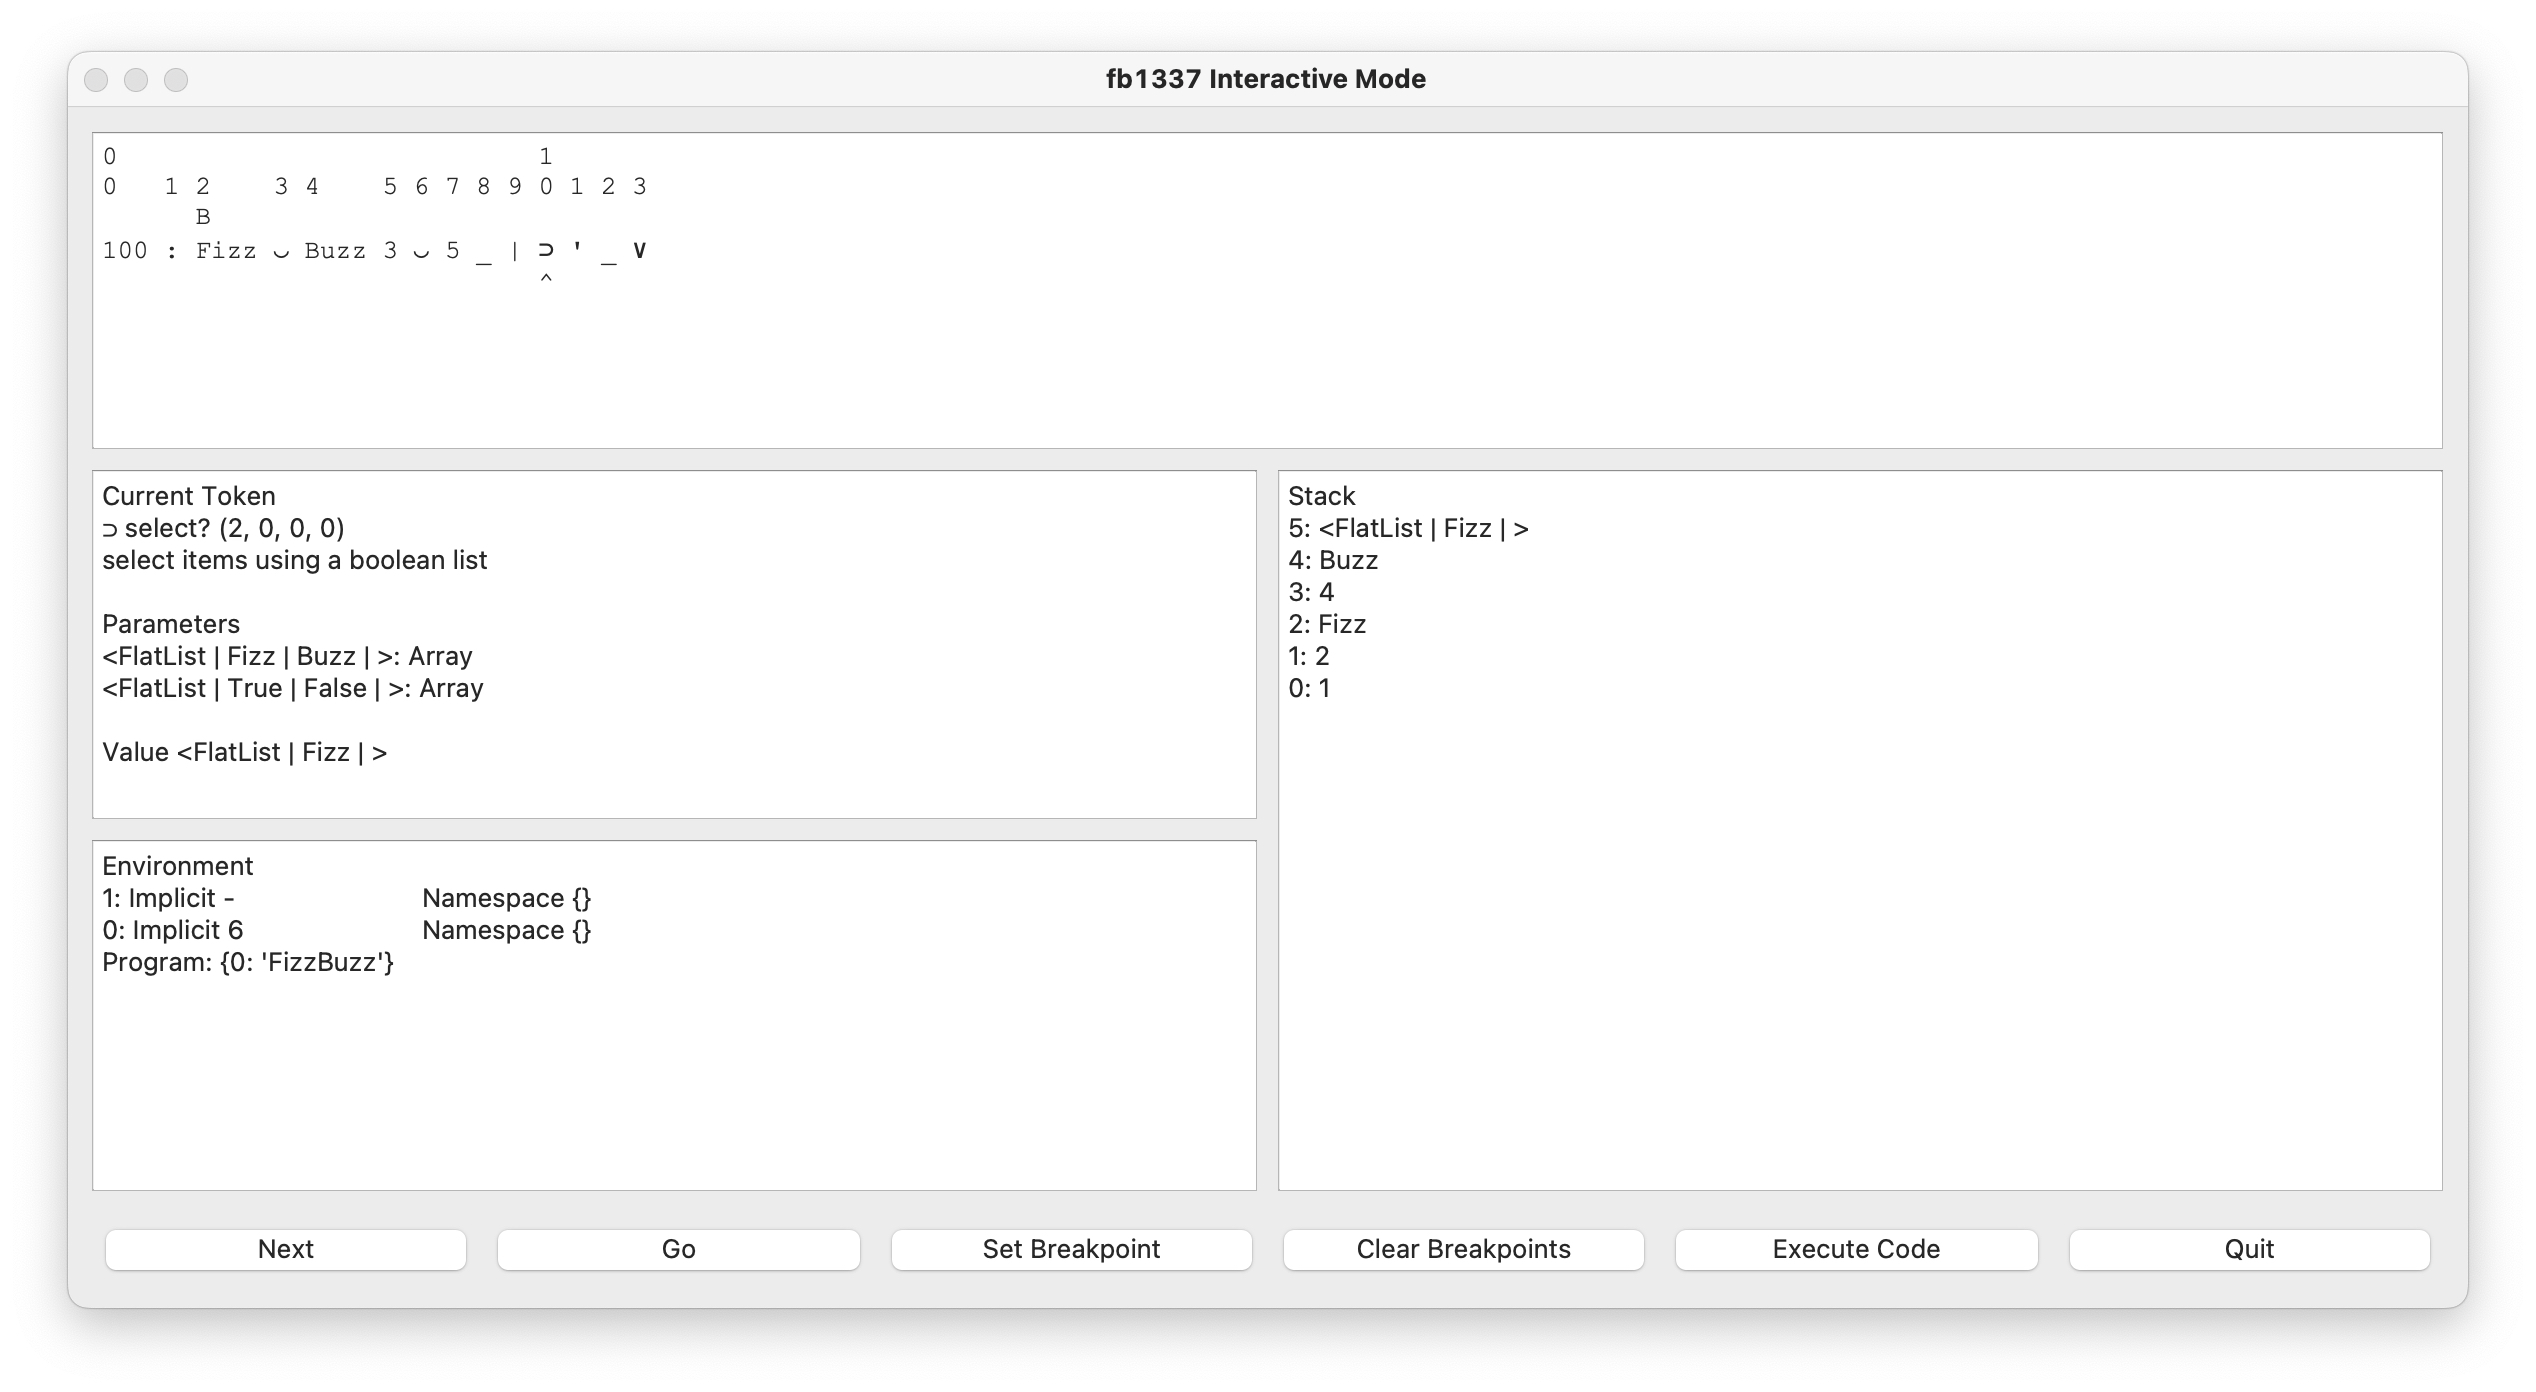 fb1337 Interactive Mode
0                           1
0   1 2    3 4    5 6 7 8 9 0 1 2 3
      B
100 : Fizz ⌣ Buzz 3 ⌣ 5 _ | ⊃ ' _ ∨
                            ^
Current Token
⊃ select? (2, 0, 0, 0)
select items using a boolean list
Parameters
<FlatList | Fizz | Buzz | >: Array
<FlatList | True | False | >: Array
Value <FlatList | Fizz | >
Stack
5: <FlatList | Fizz | >
4: Buzz
3: 4
2: Fizz
1: 2
0: 1
Environment
1: Implicit - Namespace {}
0: Implicit 6 Namespace {}
Program: {0: 'FizzBuzz'}
Next
Go
Set Breakpoint
Clear Breakpoints
Execute Code
Quit